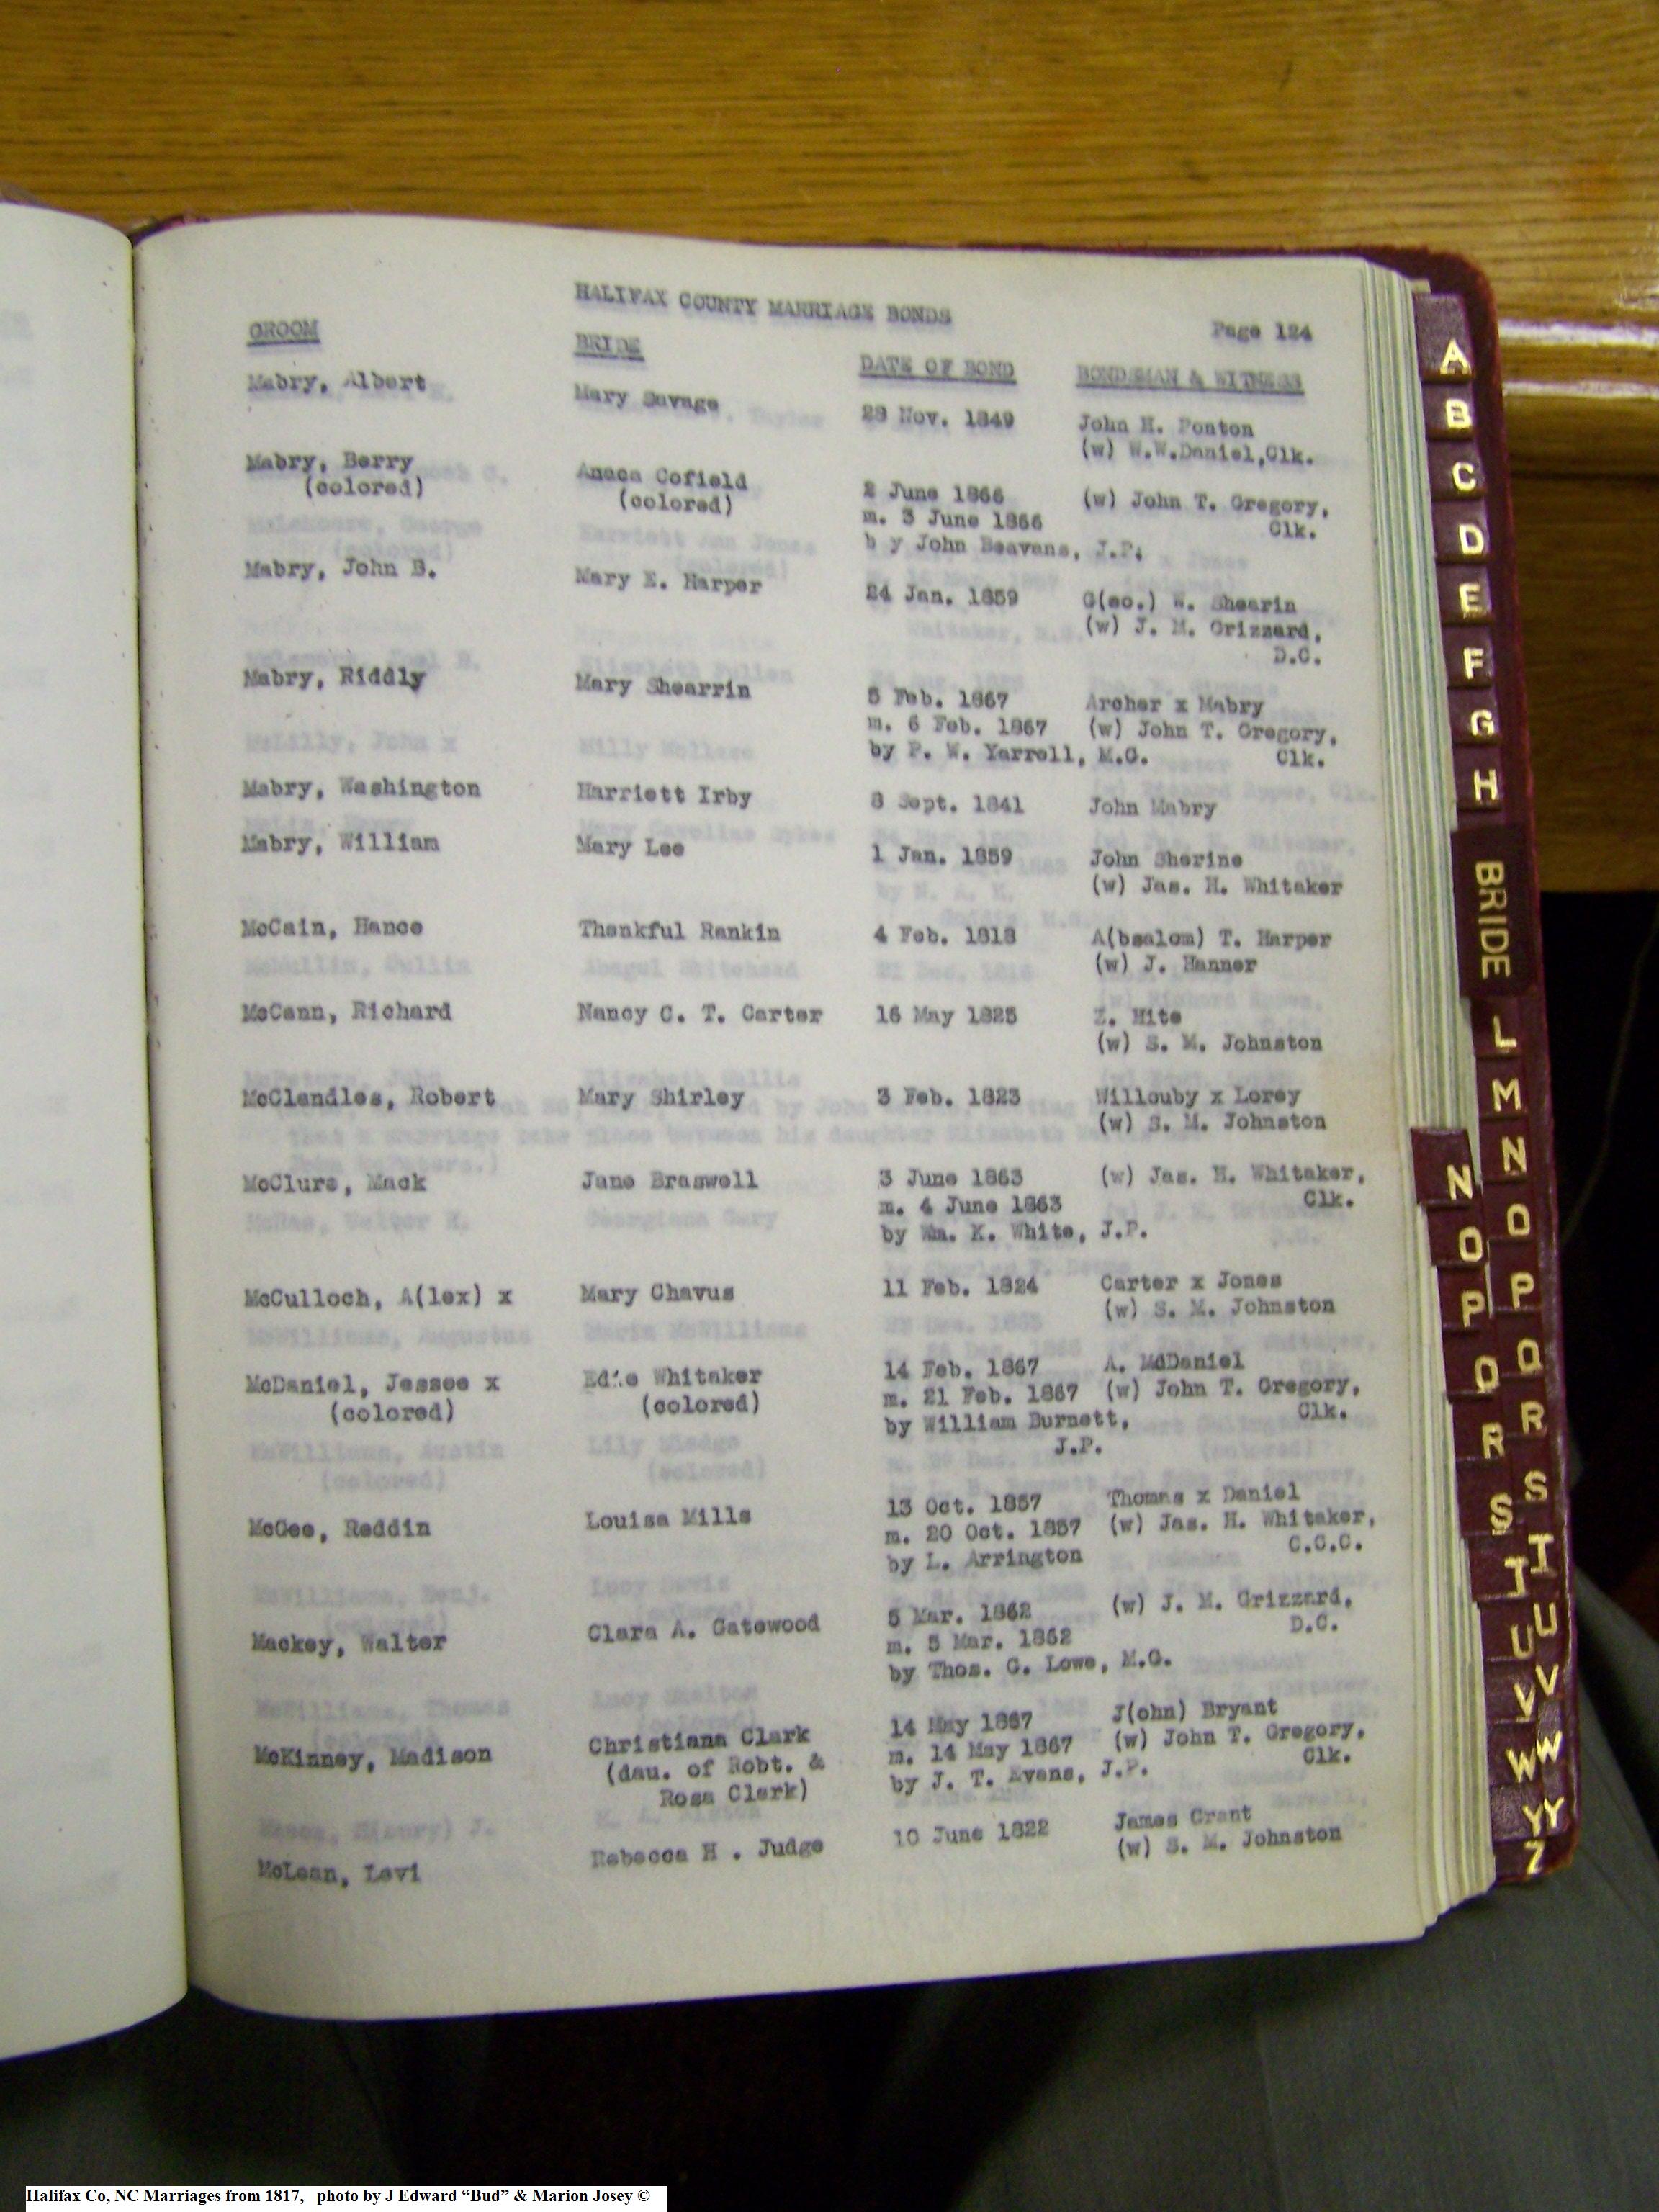 HALIFAX COUNTY MARRIAGE BONDS
Page 124
GROOM BRIDE DATE OF BOND BONDSMAN & WITNESS
Mabry, Albert Mary Savage 28 Nov. 1849 John H. Ponton
(w) W.W.Daniel,Clk.
Mabry, Berry Aneca Cofield 2 June 1866 (w) John T. Gregory,
(colored) (colored) m. 3 June 1866 Clk.
b y John Beavans, J.P.
Mabry, John B. Mary E. Harper 24 Jan. 1859 G(eo.) W. Shearin
(w) J. M. Grizzard,
D.C.
Mabry, Riddly Mary Shearrin 5 Feb. 1867 Archer x Mabry
m. 6 Feb. 1867 (w) John T. Gregory,
by P. W. Yarrell, M.G. Clk.
Mabry, Washington Harriett Irby 8 Sept. 1841 John Mabry
Mabry, William Mary Lee 1 Jan. 1859 John Sherine
(w) Jas. H. Whitaker
McCain, Hance Thankful Rankin 4 Feb. 1818 A(bsalom) T. Harper
(w) J. Hanner
McCann, Richard Nancy C. T. Carter 16 May 1825 Z. Hite
(w) S. M. Johnston
McClendles, Robert Mary Shirley 3 Feb. 1823 Willouby x Lorey
(w) S. M. Johnston
McClure, Mack Jane Braswell 3 June 1863 (w) Jas. H. Whitaker,
m. 4 June 1863 Clk.
by Wm. K. White, J.P.
McCulloch, A(lex) x Mary Chavus 11 Feb. 1824 Carter x Jones
(w) S. M. Johnston
McDaniel, Jessee x Edie Whitaker 14 Feb. 1867 A. MdDaniel
(colored) (colored) m. 21 Feb. 1867 (w) John T. Gregory,
by William Burnett, Clk.
J.P.
McGee, Reddin Louisa Mills 13 Oct. 1857 Thomas x Daniel
m. 20 Oct. 1857 (w) Jas. H. Whitaker,
by L. Arrington C.C.C.
Mackey, Walter Clara A. Gatewood 5 Mar. 1862 (w) J. M. Grizzard,
m. 5 Mar. 1862 D.C.
by Thos. G. Lowe, M.G.
McKinney, Madison Christiana Clark 14 May 1867 J(ohn) Bryant
(dau. of Robt. & m. 14 May 1867 (w) John T. Gregory,
Rosa Clark) by J. T. Evans, J.P. Clk.
McLean, Levi Rebecca H . Judge 10 June 1822 James Grant
(w) S. M. Johnston
A
B
C
D
E
F
G
H
BRIDE
L
M
N
N
O
O
P
P
Q
Q
R
R
S
S
T
T
U
U
V
V
W
W
Y
Y
Z
Halifax Co, NC Marriages from 1817, photo by J Edward “Bud” & Marion Josey ©